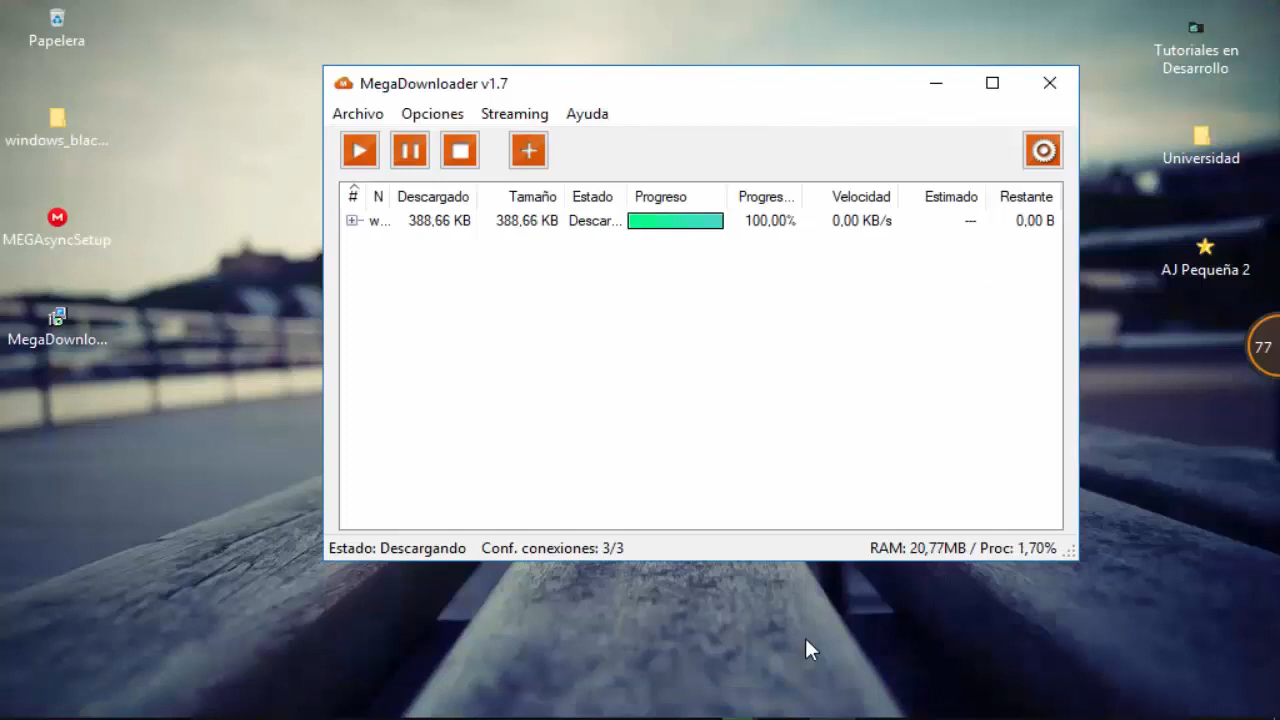 Papelera
windows_blac...
MEGAsyncSetup
MegaDownlo...
MegaDownloader v1.7
Archivo Opciones Streaming Ayuda
# N Descargado Tamaño Estado Progreso Progres... Velocidad Estimado Restante
w... 388,66 KB 388,66 KB Descar... 100,00% 0,00 KB/s --- 0,00 B
Estado: Descargando Conf. conexiones: 3/3 RAM: 20,77MB / Proc: 1,70%
Tutoriales en
Desarrollo
Universidad
AJ Pequeña 2
77